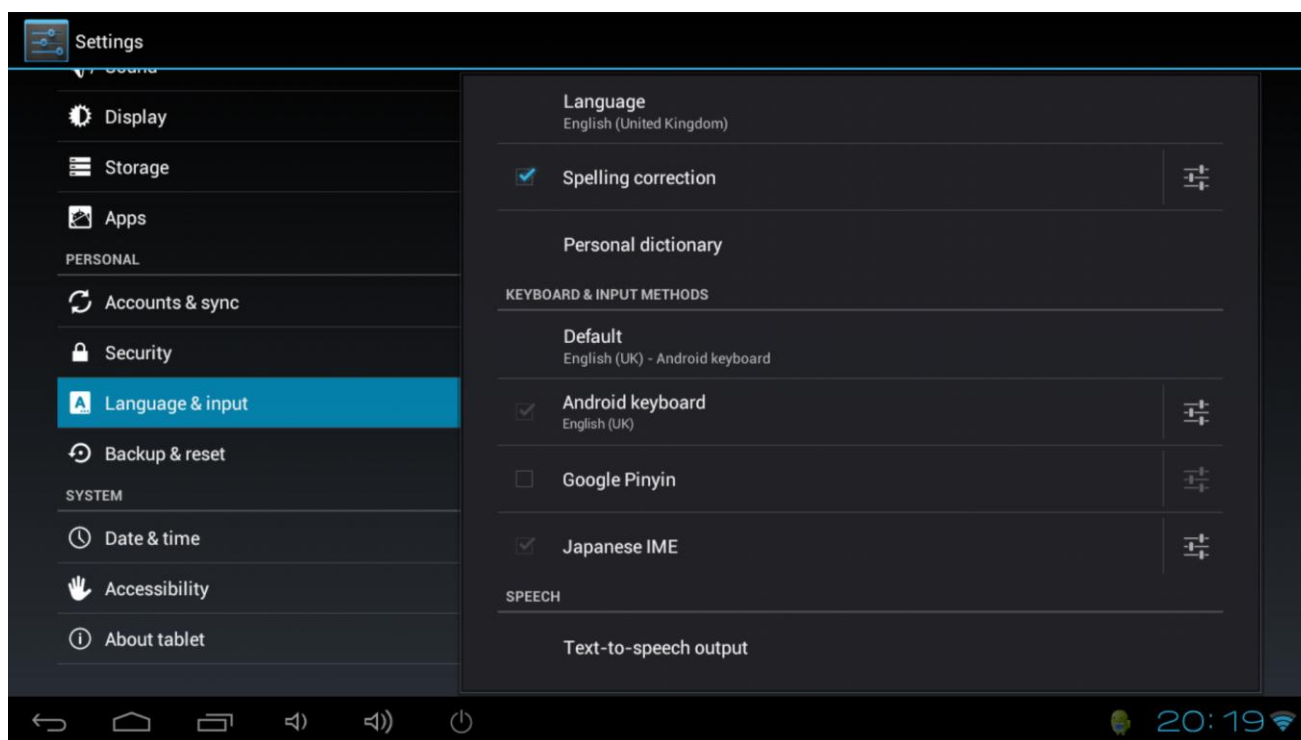 Settings
Display
Storage
Apps
PERSONAL
Accounts & sync
Security
Language & input
Backup & reset
SYSTEM
Date & time
Accessibility
About tablet
Language
English (United Kingdom)
Spelling correction
Personal dictionary
KEYBOARD & INPUT METHODS
Default
English (UK) - Android keyboard
Android keyboard
English (UK)
Google Pinyin
Japanese IME
SPEECH
Text-to-speech output
20:19